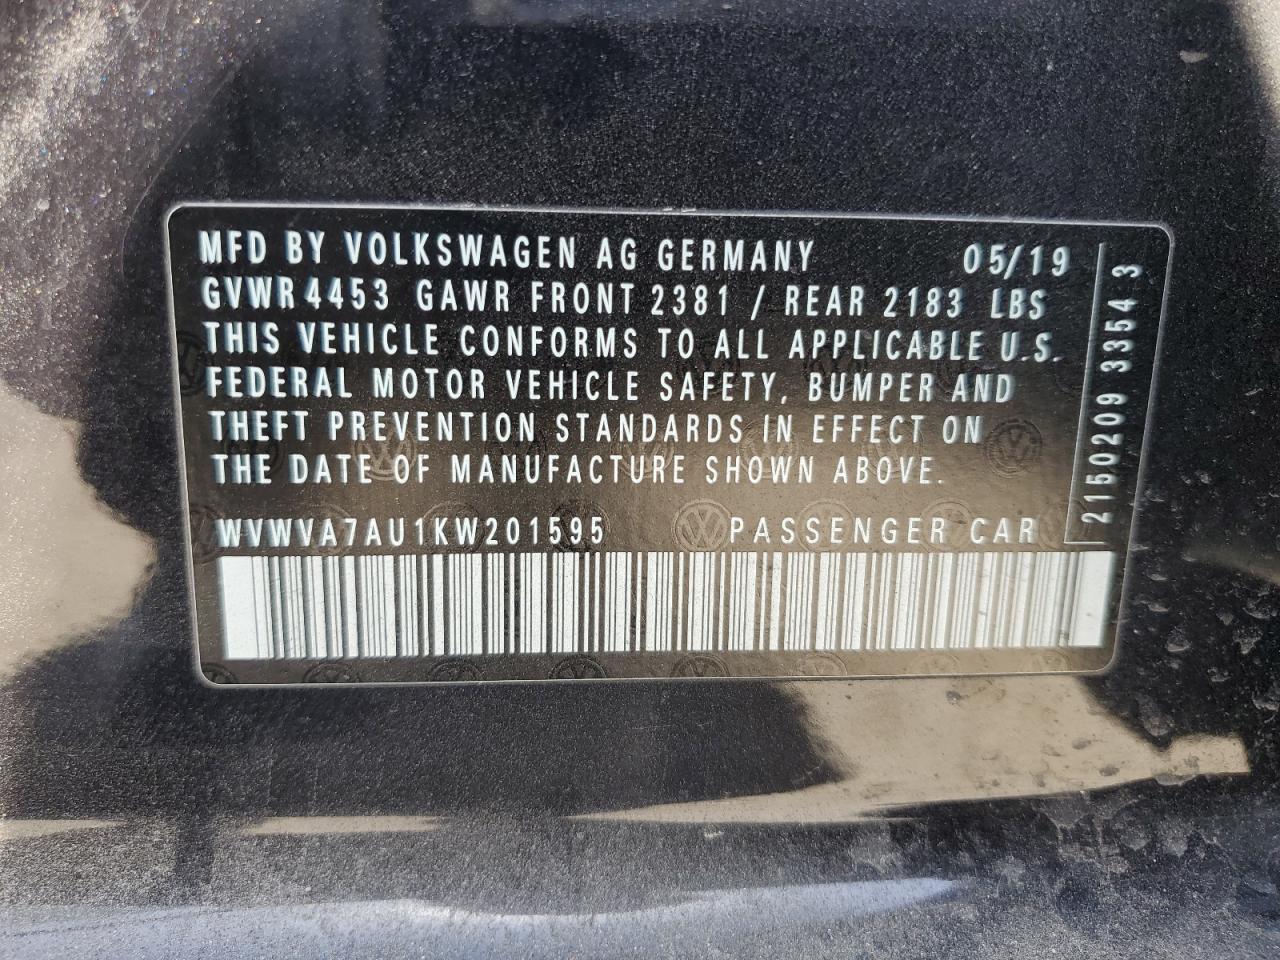 MFD BY VOLKSWAGEN AG GERMANY 05/19
GVWR 4453 GAWR FRONT 2381 / REAR 2183 LBS
THIS VEHICLE CONFORMS TO ALL APPLICABLE U.S.
FEDERAL MOTOR VEHICLE SAFETY, BUMPER AND
THEFT PREVENTION STANDARDS IN EFFECT ON
THE DATE OF MANUFACTURE SHOWN ABOVE.
WVWVA7AU1KW201595 PASSENGER CAR
2150209 33543